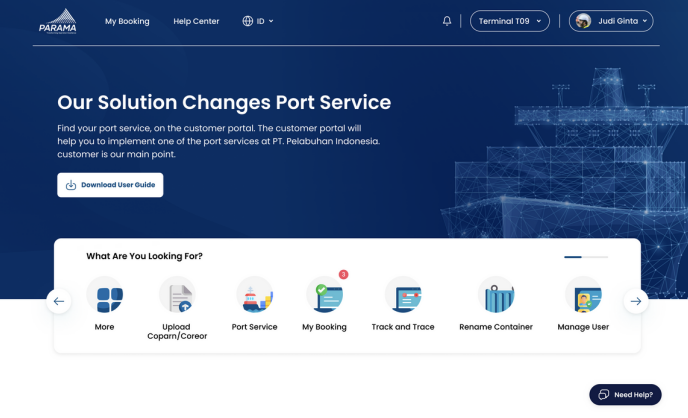 PARAMA
My Booking
Help Center
ID
Terminal T09
Judi Ginta
Our Solution Changes Port Service
Find your port service, on the customer portal. The customer portal will
help you to implement one of the port services at PT. Pelabuhan Indonesia.
customer is our main point.
Download User Guide
What Are You Looking For?
3
More
Upload
Coparn/Coreor
Port Service
My Booking
Track and Trace
Rename Container
Manage User
Need Help?